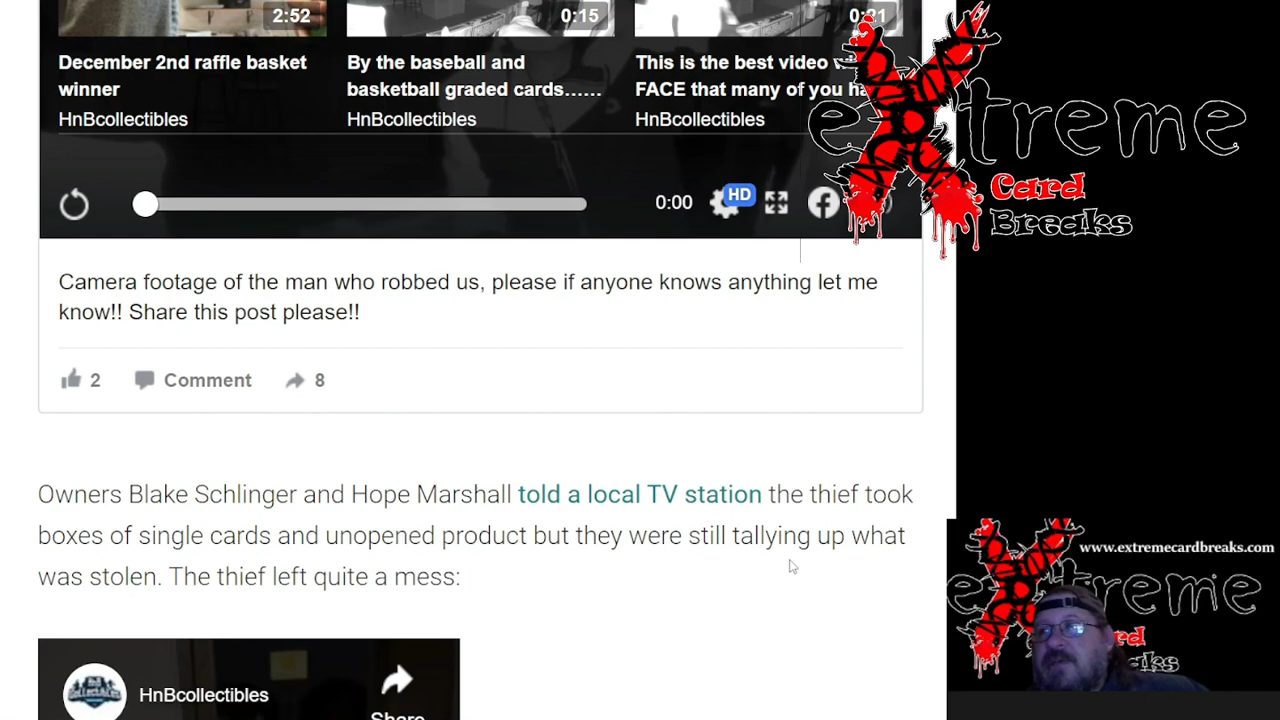 2:52
0:15
0:21
December 2nd raffle basket
winner
HnBcollectibles
By the baseball and
basketball graded cards......
HnBcollectibles
This is the best video
FACE that many of you
HnBcollectibles
0:00
HD
extreme
Card
Breaks
Camera footage of the man who robbed us, please if anyone knows anything let me
know!! Share this post please!!
2
Comment
8
Owners Blake Schlinger and Hope Marshall told a local TV station the thief took
boxes of single cards and unopened product but they were still tallying up what
was stolen. The thief left quite a mess:
HnBcollectibles
Share
www.extremecardbreaks.com
extreme